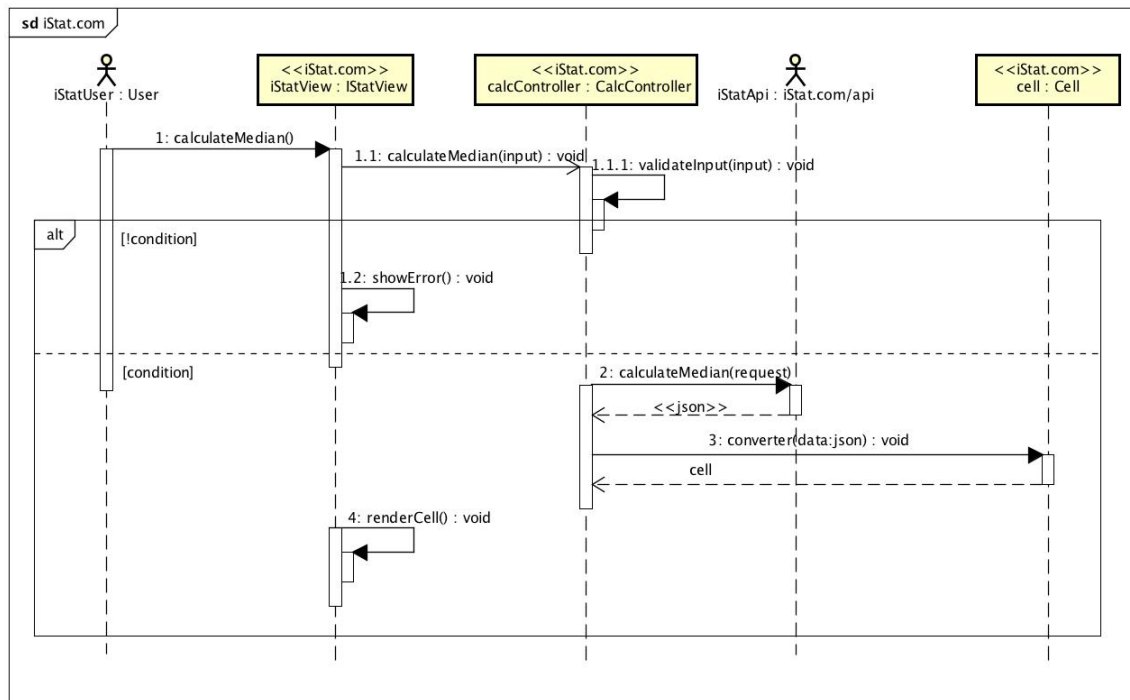 sd iStat.com
<<iStat.com>>
iStatView : IStatView
<<iStat.com>>
calcController : CalcController
<<iStat.com>>
cell : Cell
iStatUser : User
iStatApi : iStat.com/api
1: calculateMedian()
1.1: calculateMedian(input) : void
1.1.1: validateInput(input) : void
alt
[!condition]
1.2: showError() : void
[condition]
2: calculateMedian(request)
<<json>>
3: converter(data:json) : void
cell
4: renderCell() : void